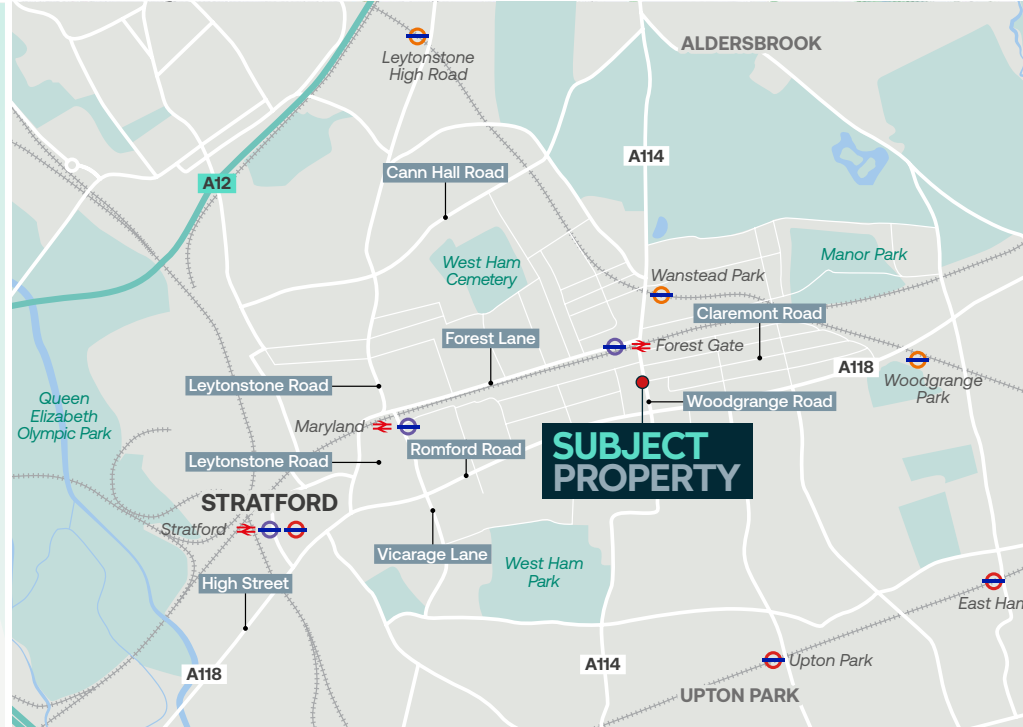 ALDERSBROOK
Leytonstone
High Road
A114
Cann Hall Road
A12
West Ham
Cemetery
Manor Park
Wanstead Park
Claremont Road
Forest Lane
Forest Gate
A118
Woodgrange
Park
Leytonstone Road
Queen
Elizabeth
Olympic Park
Woodgrange Road
Maryland
Romford Road
SUBJECT
PROPERTY
Leytonstone Road
STRATFORD
Stratford
Vicarage Lane
West Ham
Park
High Street
East Ham
A114
Upton Park
A118
UPTON PARK